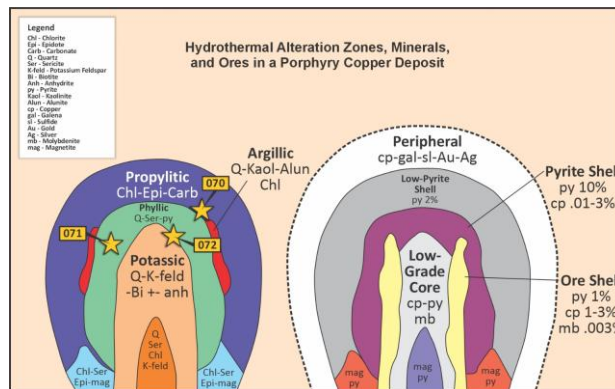 Legend
Chl - Chlorite
Epi - Epidote
Carb - Carbonate
Q - Quartz
Ser - Sericite
K-feld - Potassium Feldspar
Bi - Biotite
Anh - Anhydrite
py - Pyrite
Kaol - Kaolinite
Alun - Alunite
cp - Copper
gal - Galena
sl - Sulfide
Au - Gold
Ag - Silver
mb - Molybdenite
mag - Magnetite
Hydrothermal Alteration Zones, Minerals,
and Ores in a Porphyry Copper Deposit
Propylitic
Chl-Epi-Carb
Argillic
Q-Kaol-Alun
Chl
070
071
072
Phyllic
Q-Ser-py
Potassic
Q-K-feld
-Bi +- anh
Q
Ser
Chl
K-feld
Chl-Ser
Epi-mag
Chl-Ser
Epi-mag
Peripheral
cp-gal-sl-Au-Ag
Low-Pyrite
Shell
py 2%
Low-
Grade
Core
cp-py
mb
mag
py
mag
py
mag
py
Pyrite Shell
py 10%
cp .01-3%
Ore Shell
py 1%
cp 1-3%
mb .003%